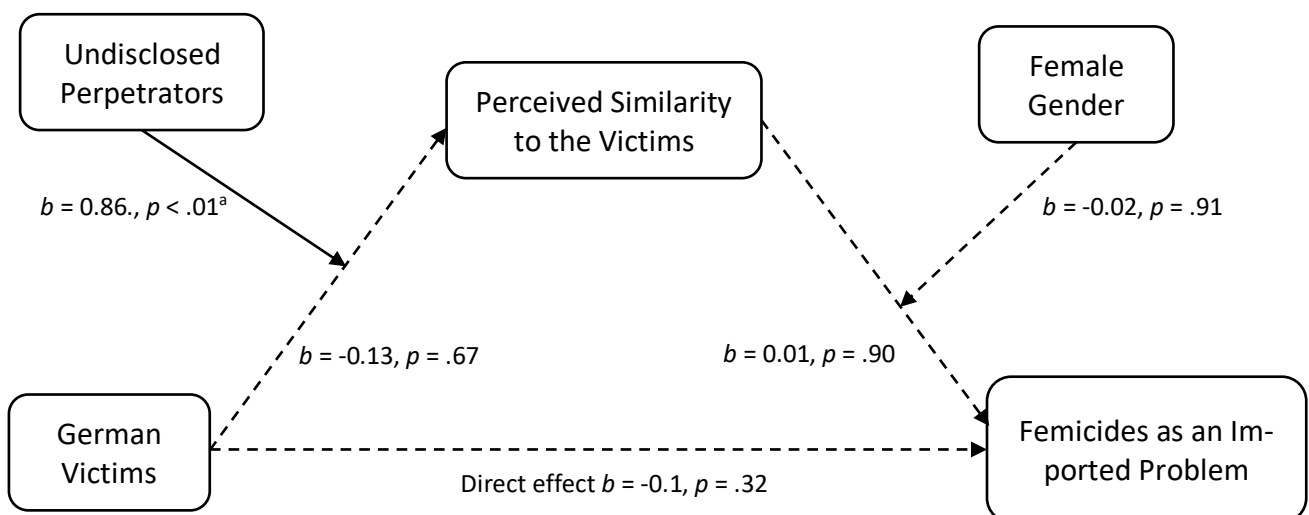 Undisclosed
Perpetrators
Perceived Similarity
to the Victims
Female
Gender
b = 0.86., p < .01ᵃ
b = -0.02, p = .91
b = -0.13, p = .67
b = 0.01, p = .90
German
Victims
Femicides as an Im-
ported Problem
Direct effect b = -0.1, p = .32